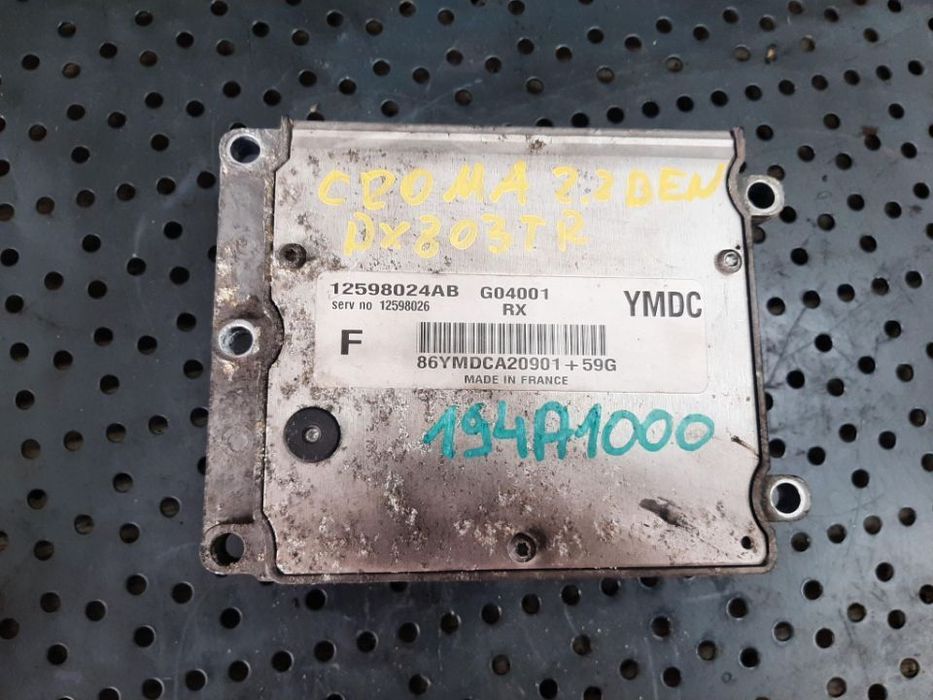 CROMA 2.2 BEN
DX803TR
12598024AB G04001 YMDC
serv no 12598026 RX
F
86YMDCA20901+59G
MADE IN FRANCE
194A1000